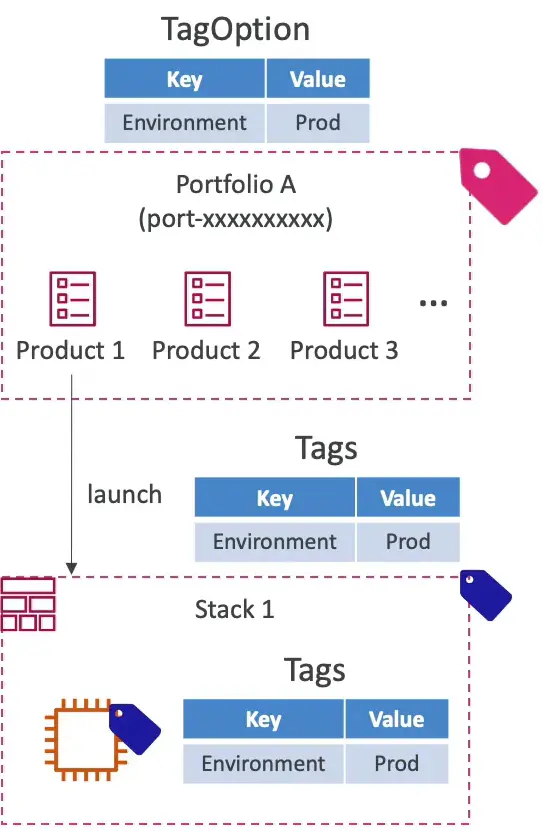 TagOption
Key Value
Environment Prod
Portfolio A
(port-xxxxxxxxxx)
...
Product 1 Product 2 Product 3
Tags
launch
Key Value
Environment Prod
Stack 1
Tags
Key Value
Environment Prod